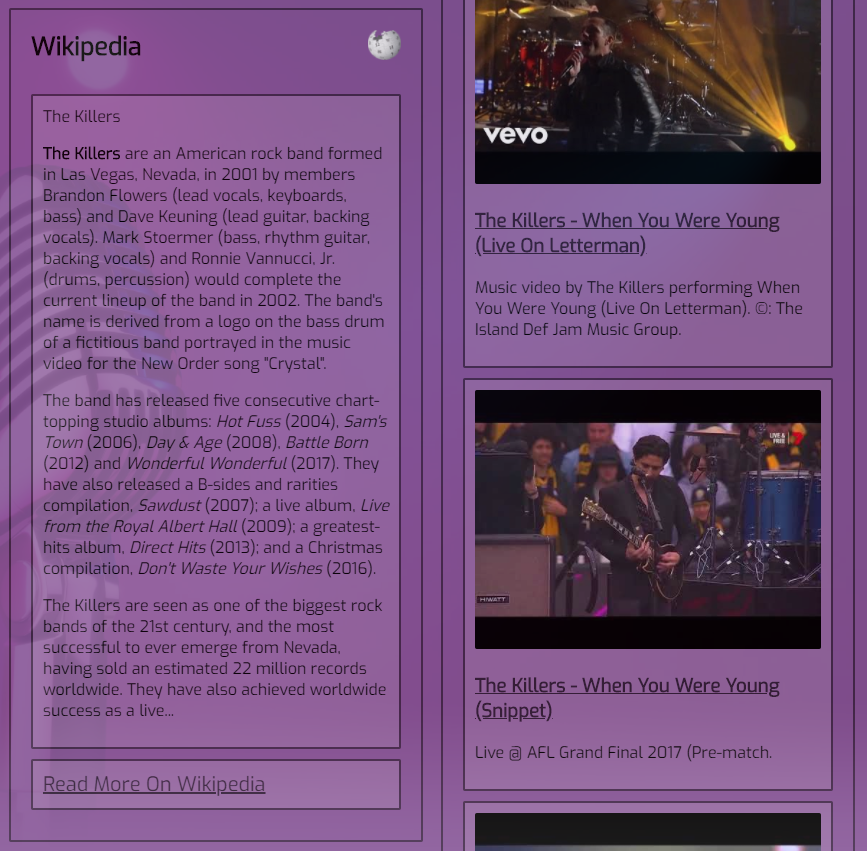 Wikipedia
The Killers
The Killers are an American rock band formed
in Las Vegas, Nevada, in 2001 by members
Brandon Flowers (lead vocals, keyboards,
bass) and Dave Keuning (lead guitar, backing
vocals). Mark Stoermer (bass, rhythm guitar,
backing vocals) and Ronnie Vannucci, Jr.
(drums, percussion) would complete the
current lineup of the band in 2002. The band's
name is derived from a logo on the bass drum
of a fictitious band portrayed in the music
video for the New Order song "Crystal".
The band has released five consecutive chart-
topping studio albums: Hot Fuss (2004), Sam's
Town (2006), Day & Age (2008), Battle Born
(2012) and Wonderful Wonderful (2017). They
have also released a B-sides and rarities
compilation, Sawdust (2007); a live album, Live
from the Royal Albert Hall (2009); a greatest-
hits album, Direct Hits (2013); and a Christmas
compilation, Don't Waste Your Wishes (2016).
The Killers are seen as one of the biggest rock
bands of the 21st century, and the most
successful to ever emerge from Nevada,
having sold an estimated 22 million records
worldwide. They have also achieved worldwide
success as a live...
Read More On Wikipedia
vevo
The Killers - When You Were Young
(Live On Letterman)
Music video by The Killers performing When
You Were Young (Live On Letterman). ©: The
Island Def Jam Music Group.
LIVE &
FREE
7
HIWATT
The Killers - When You Were Young
(Snippet)
Live @ AFL Grand Final 2017 (Pre-match.